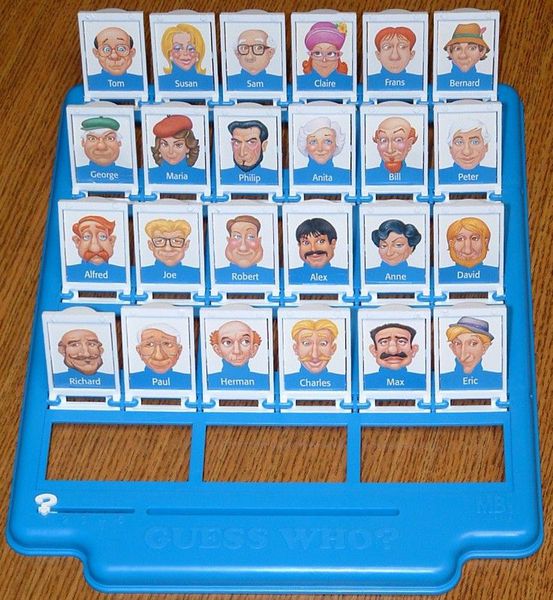 Tom Susan Sam Claire Frans Bernard
George Maria Philip Anita Bill Peter
Alfred Joe Robert Alex Anne David
Richard Paul Herman Charles Max Eric
?
GUESS WHO?